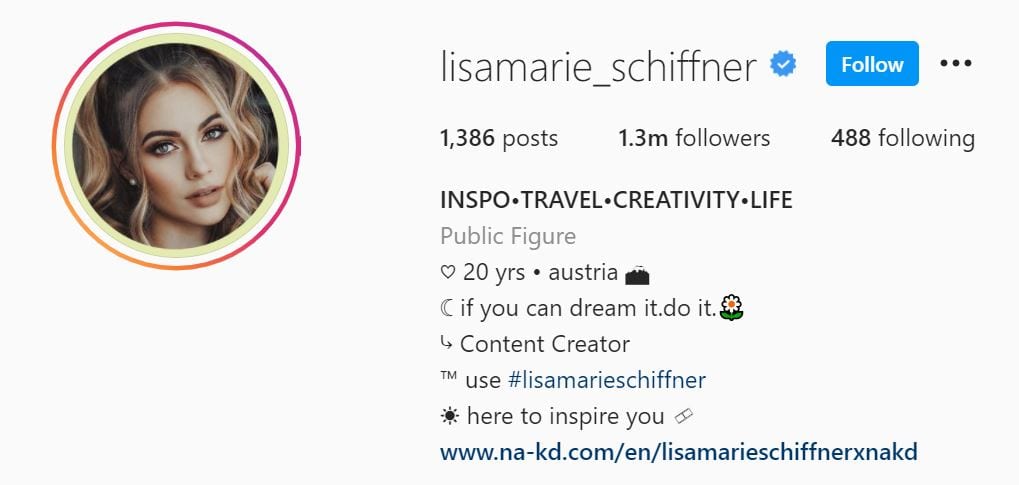 lisamarie_schiffner Follow •••
1,386 posts 1.3m followers 488 following
INSPO•TRAVEL•CREATIVITY•LIFE
Public Figure
♡ 20 yrs • austria 🏔
☾ if you can dream it.do it.🌼
↳ Content Creator
™ use #lisamarieschiffner
☀ here to inspire you
www.na-kd.com/en/lisamarieschiffnerxnakd